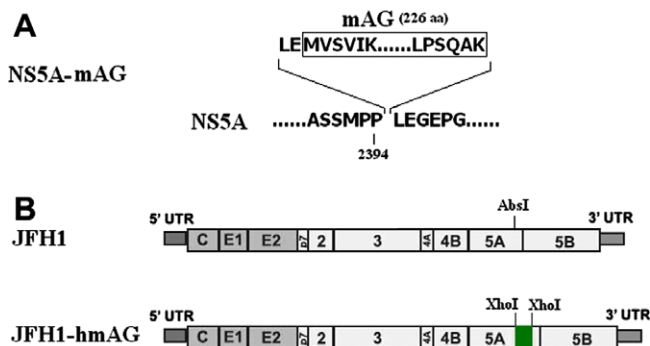 A
mAG (226 aa)
LEMVSVIK......LPSQAK
NS5A-mAG
NS5A ......ASSMPP LEGEPG......
2394
B
AbsI
5' UTR 3' UTR
JFH1 C E1 E2 p7 2 3 4A 4B 5A 5B
XhoI XhoI
5' UTR 3' UTR
JFH1-hmAG C E1 E2 p7 2 3 4A 4B 5A 5B